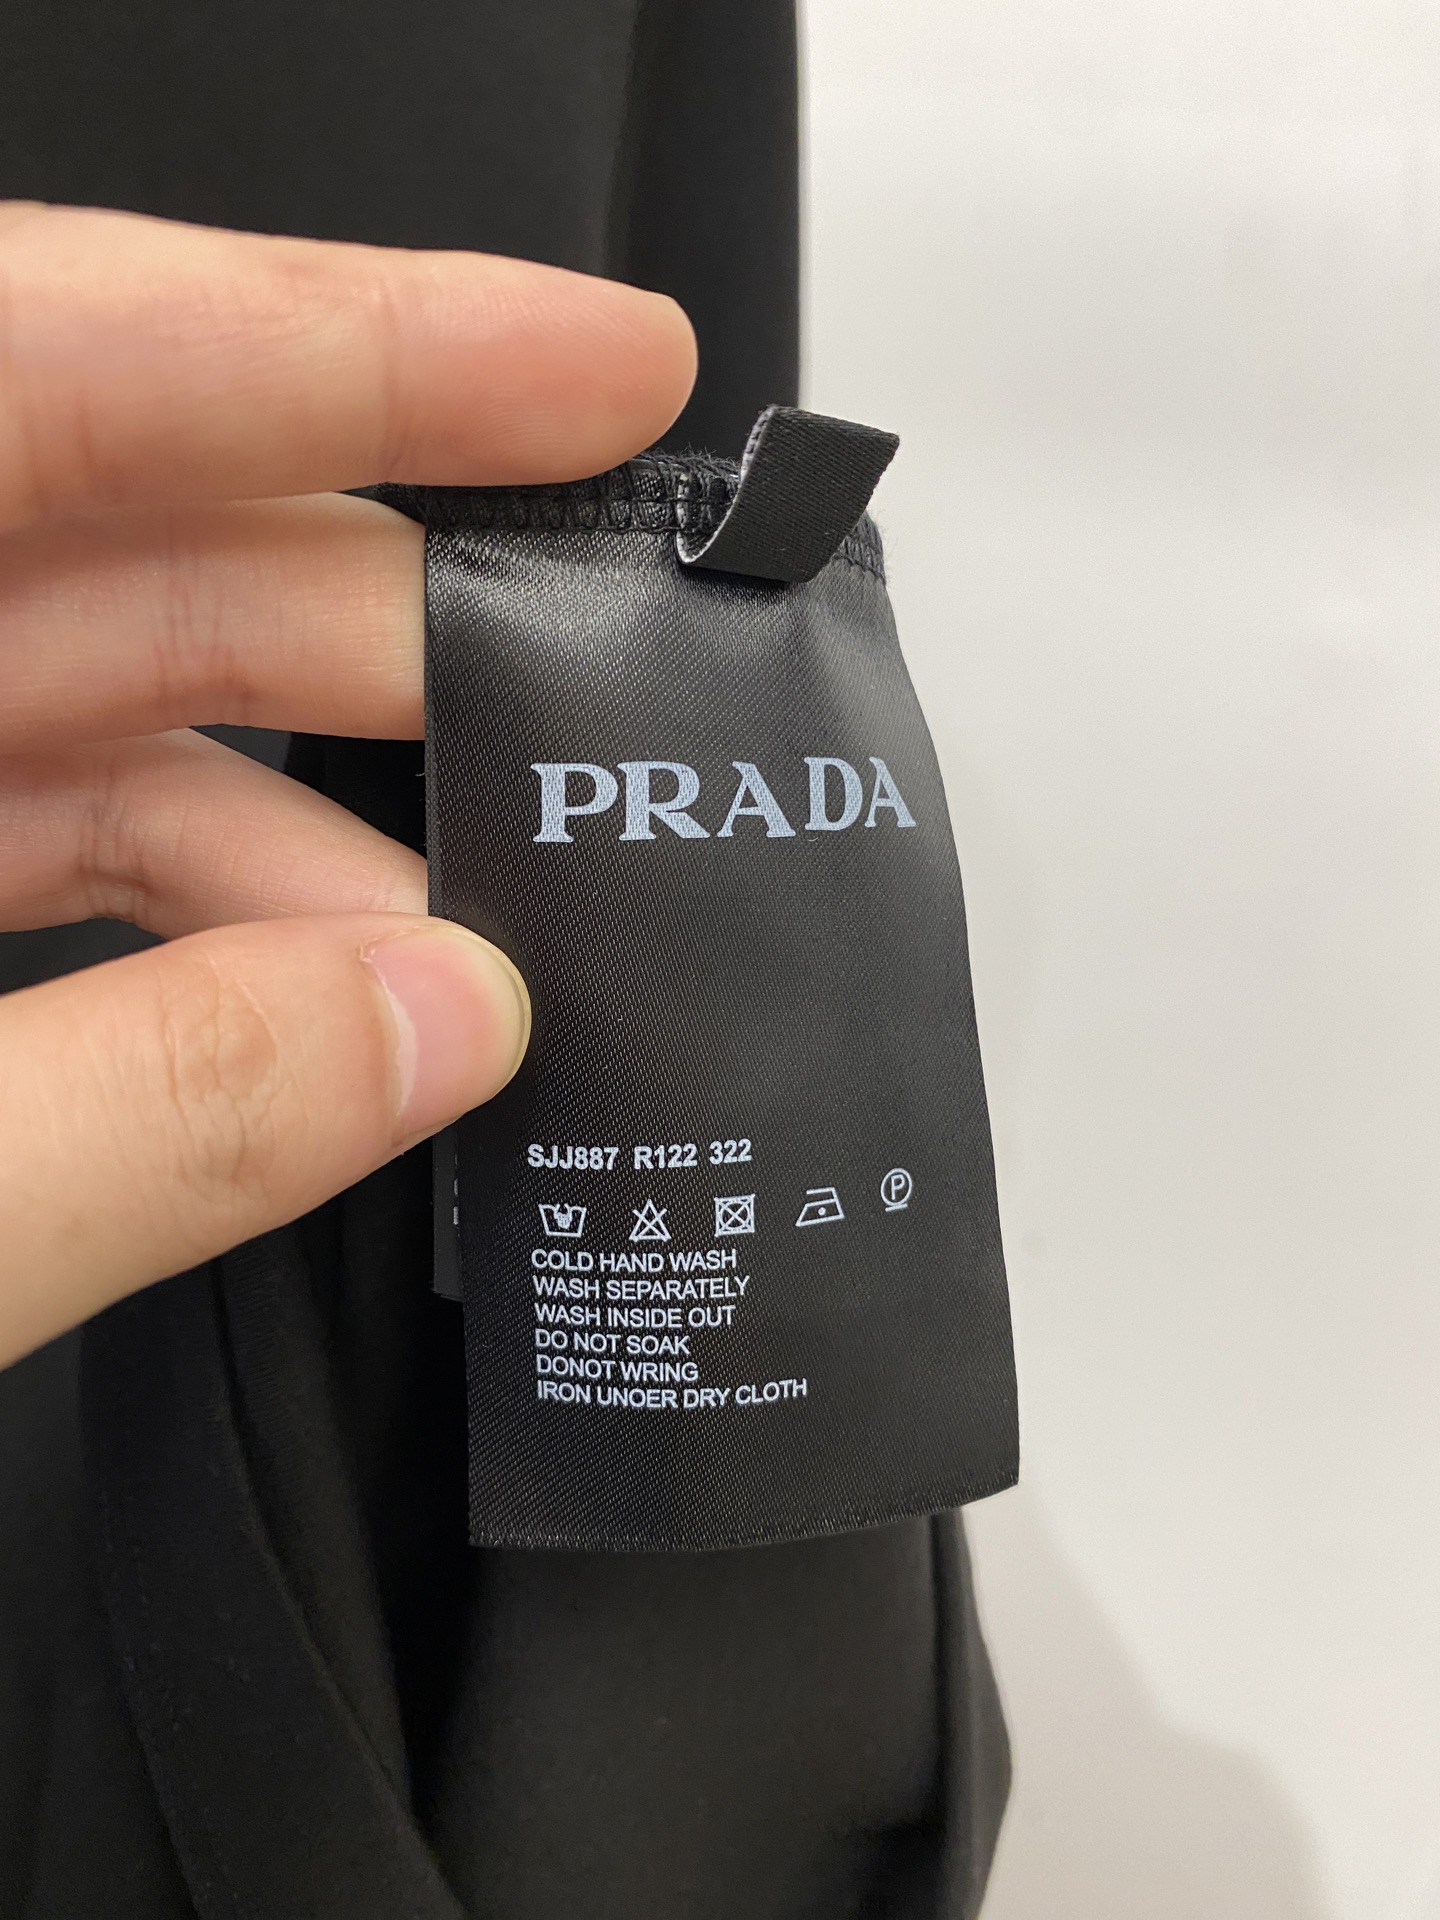 PRADA
SJJ887 R122 322
P
COLD HAND WASH
WASH SEPARATELY
WASH INSIDE OUT
DO NOT SOAK
DONOT WRING
IRON UNOER DRY CLOTH